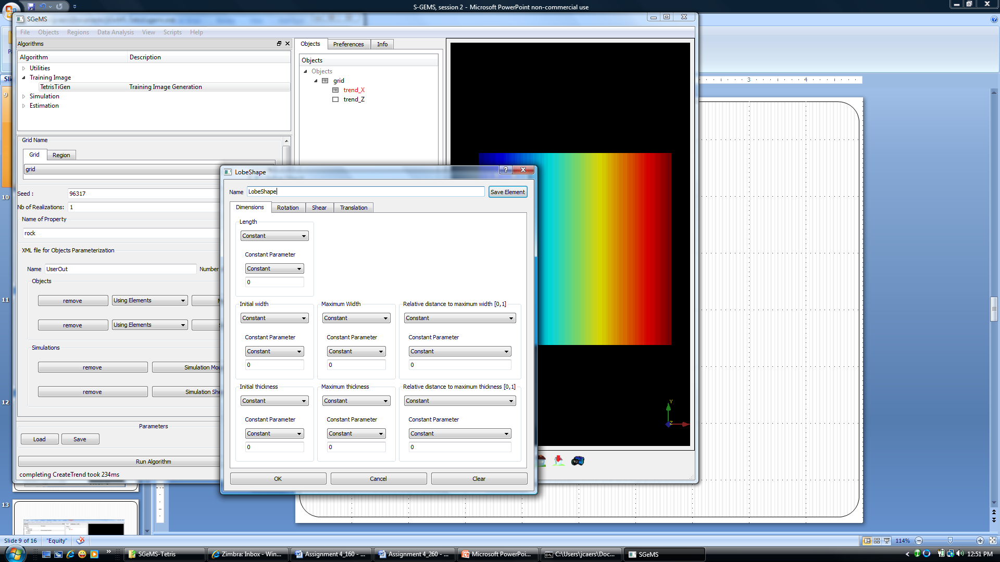 S-GEMS, session 2 - Microsoft PowerPoint non-commercial use
SGeMS
File Objects Regions Data Analysis View Scripts Help
Algorithms
Objects Preferences Info
Algorithm Description
Utilities
Training Image
TetrisTiGen Training Image Generation
Simulation
Estimation
Objects
Objects
grid
trend_X
trend_Z
Grid Name
Grid Region
grid
Seed : 96317
Nb of Realizations: 1
Name of Property
rock
XML file for Objects Parameterization
Name UserOut Number
Objects
remove Using Elements
remove Using Elements
Simulations
remove Simulation Mou
remove Simulation She
Parameters
Load Save
Run Algorithm
completing CreateTrend took 234ms
LobeShape
Name LobeShape Save Element
Dimensions Rotation Shear Translation
Length
Constant
Constant Parameter
Constant
0
Initial width Maximum Width Relative distance to maximum width [0,1]
Constant Constant Constant
Constant Parameter Constant Parameter Constant Parameter
Constant Constant Constant
0 0 0
Initial thickness Maximum thickness Relative distance to maximum thickness [0,1]
Constant Constant Constant
Constant Parameter Constant Parameter Constant Parameter
Constant Constant Constant
0 0 0
OK Cancel Clear
Y
Z
3 4
9
10
11
12
13
Slide 9 of 16 "Equity" 114%
SGeMS-Tetris Zimbra: Inbox - Win... Assignment 4_160 - ... Assignment 4_260 - ... Microsoft PowerPoi... C:\Users\jcaers\Doc... SGeMS 12:51 PM